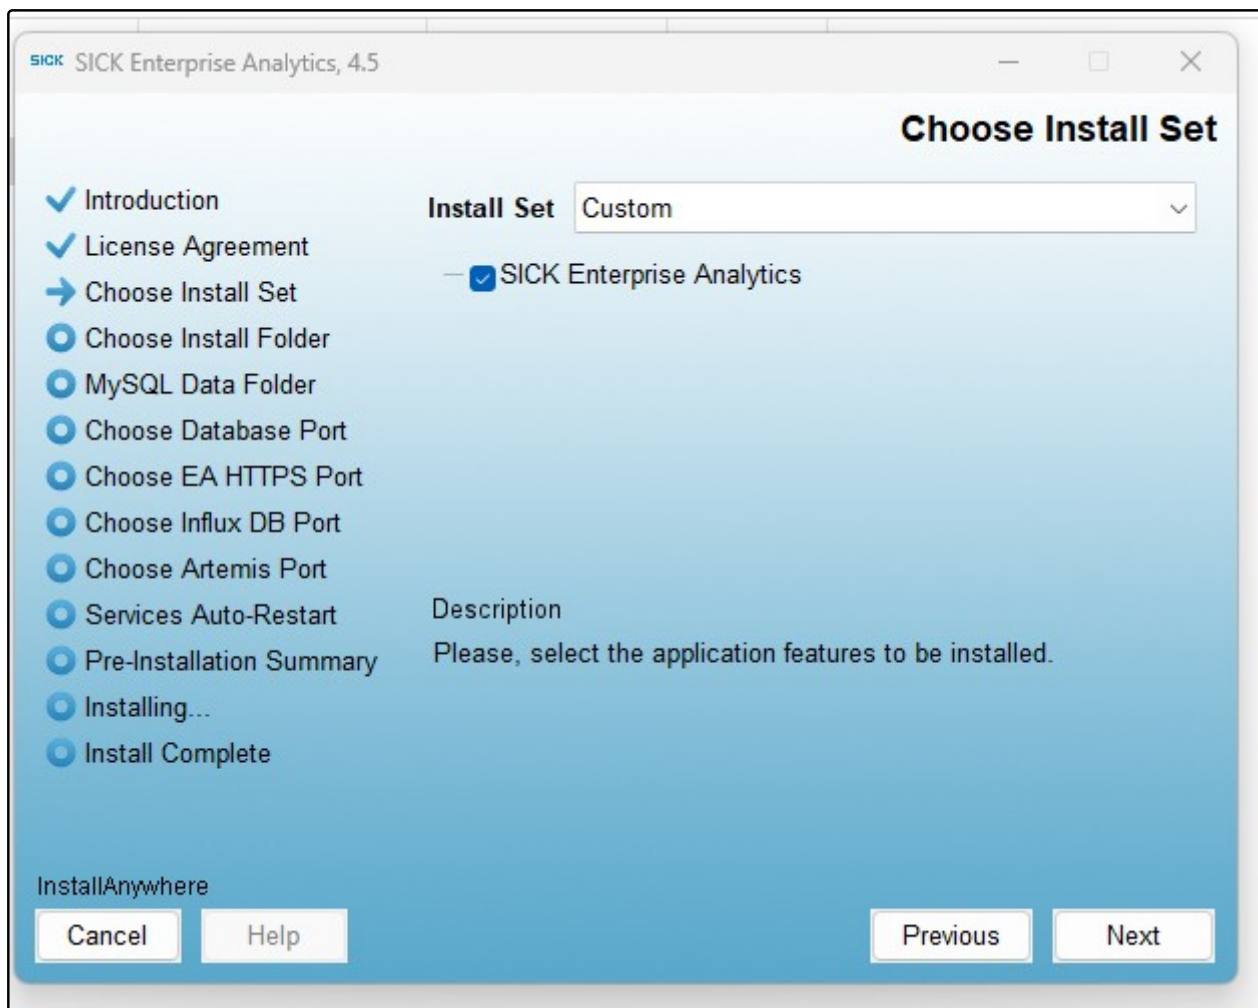 SICK SICK Enterprise Analytics, 4.5
Choose Install Set
Introduction
License Agreement
Choose Install Set
Choose Install Folder
MySQL Data Folder
Choose Database Port
Choose EA HTTPS Port
Choose Influx DB Port
Choose Artemis Port
Services Auto-Restart
Pre-Installation Summary
Installing...
Install Complete
Install Set Custom
SICK Enterprise Analytics
Description
Please, select the application features to be installed.
InstallAnywhere
Cancel Help Previous Next